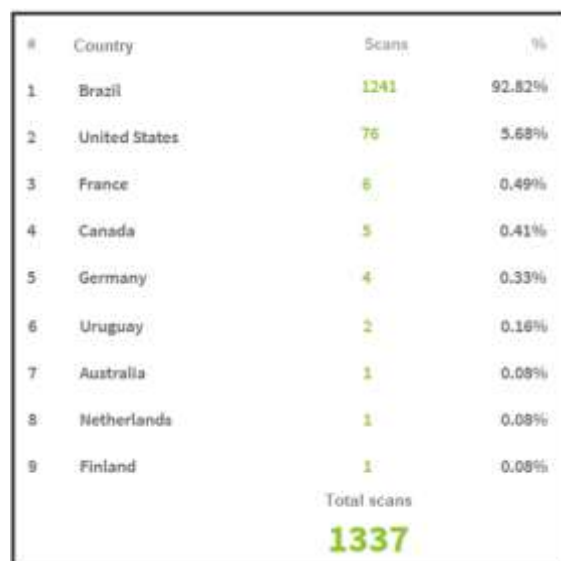 # Country Scans %
1 Brazil 1241 92.82%
2 United States 76 5.68%
3 France 6 0.49%
4 Canada 5 0.41%
5 Germany 4 0.33%
6 Uruguay 2 0.16%
7 Australia 1 0.08%
8 Netherlands 1 0.08%
9 Finland 1 0.08%
Total scans
1337